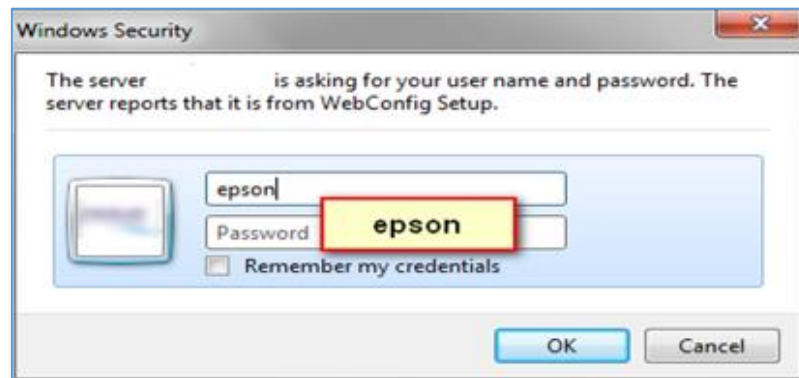 Windows Security
The server is asking for your user name and password. The
server reports that it is from WebConfig Setup.
epson
Password
epson
Remember my credentials
OK Cancel